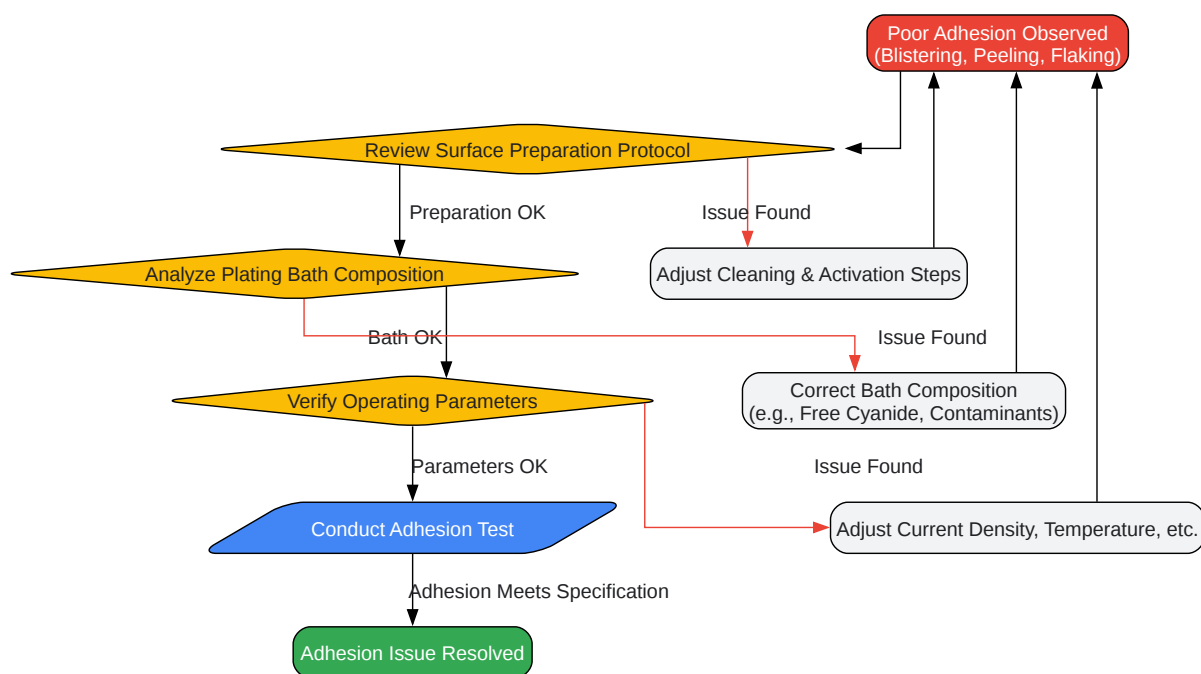 Poor Adhesion Observed
(Blistering, Peeling, Flaking)
Review Surface Preparation Protocol
Preparation OK
Issue Found
Analyze Plating Bath Composition
Adjust Cleaning & Activation Steps
Bath OK
Issue Found
Verify Operating Parameters
Correct Bath Composition
(e.g., Free Cyanide, Contaminants)
Parameters OK
Issue Found
Conduct Adhesion Test
Adjust Current Density, Temperature, etc.
Adhesion Meets Specification
Adhesion Issue Resolved